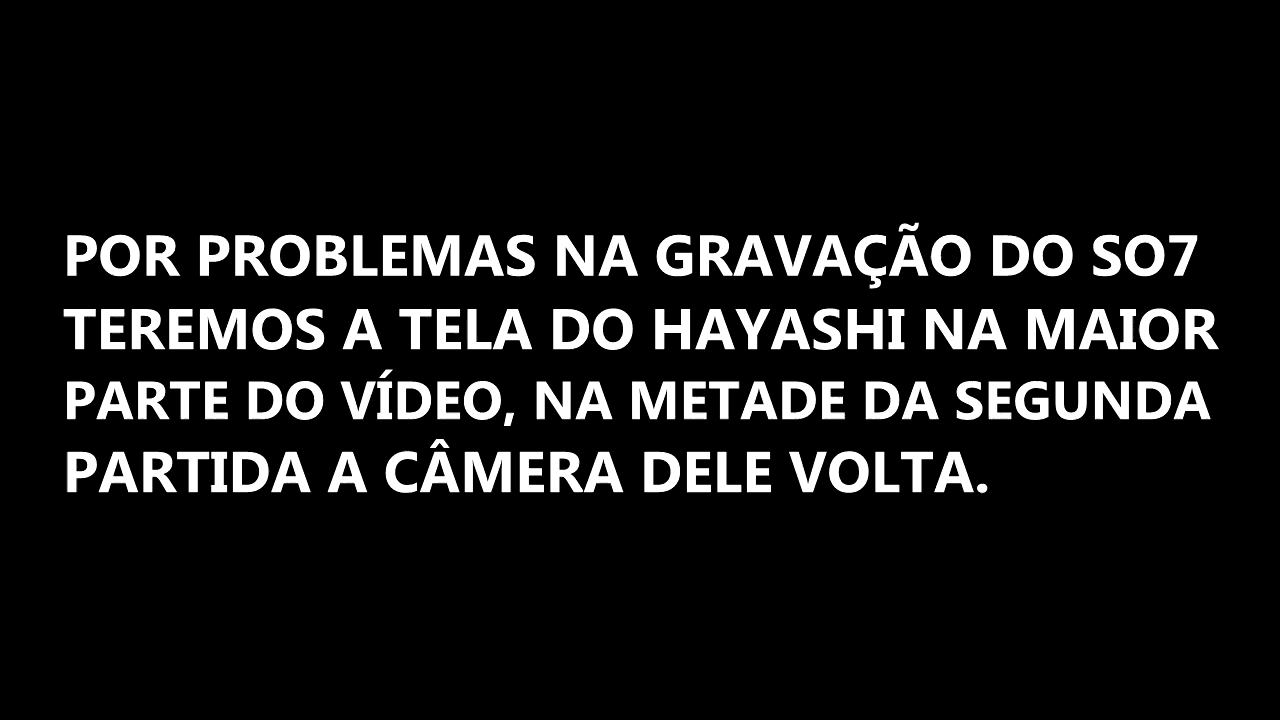 POR PROBLEMAS NA GRAVAÇÃO DO SO7
TEREMOS A TELA DO HAYASHI NA MAIOR
PARTE DO VÍDEO, NA METADE DA SEGUNDA
PARTIDA A CÂMERA DELE VOLTA.